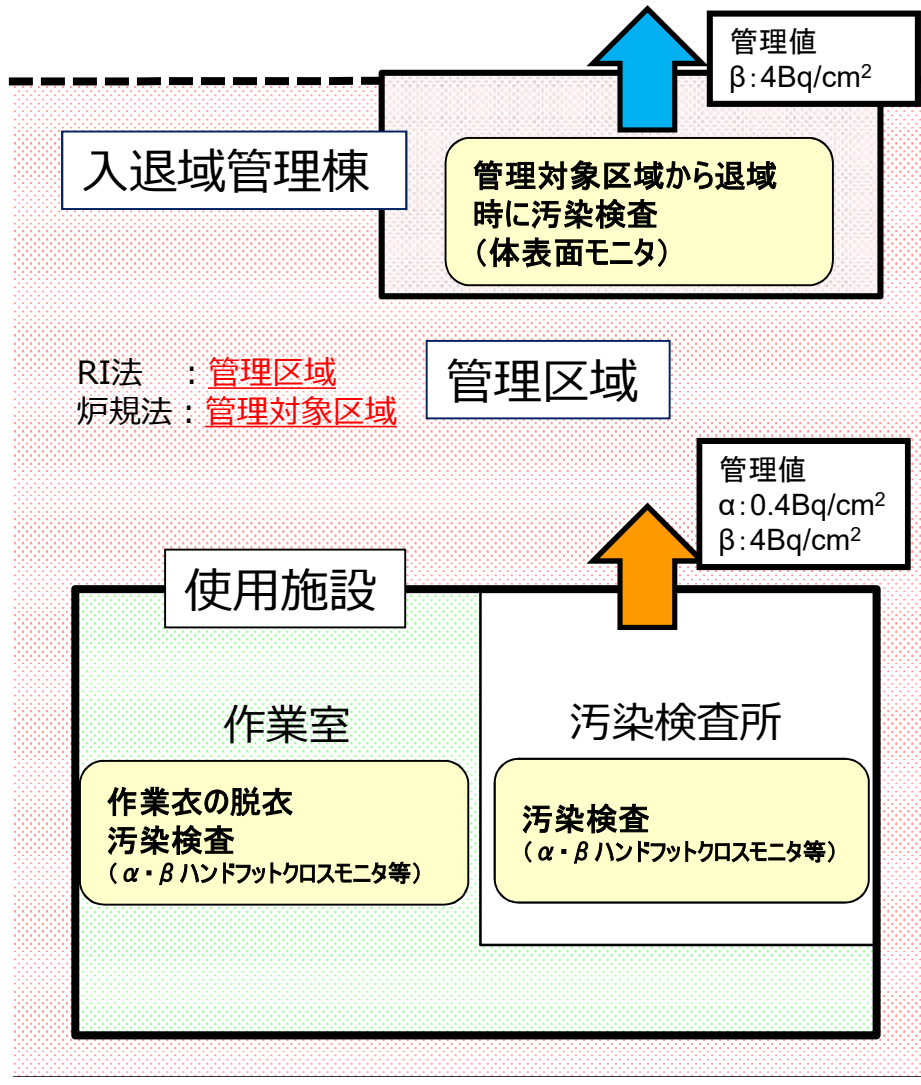 管理値
β:4Bq/cm²
入退域管理棟
管理対象区域から退域
時に汚染検査
(体表面モニタ)
RI法 :管理区域
炉規法:管理対象区域
管理区域
管理値
α:0.4Bq/cm²
β:4Bq/cm²
使用施設
作業室
汚染検査所
作業衣の脱衣
汚染検査
(α・βハンドフットクロスモニタ等)
汚染検査
(α・βハンドフットクロスモニタ等)